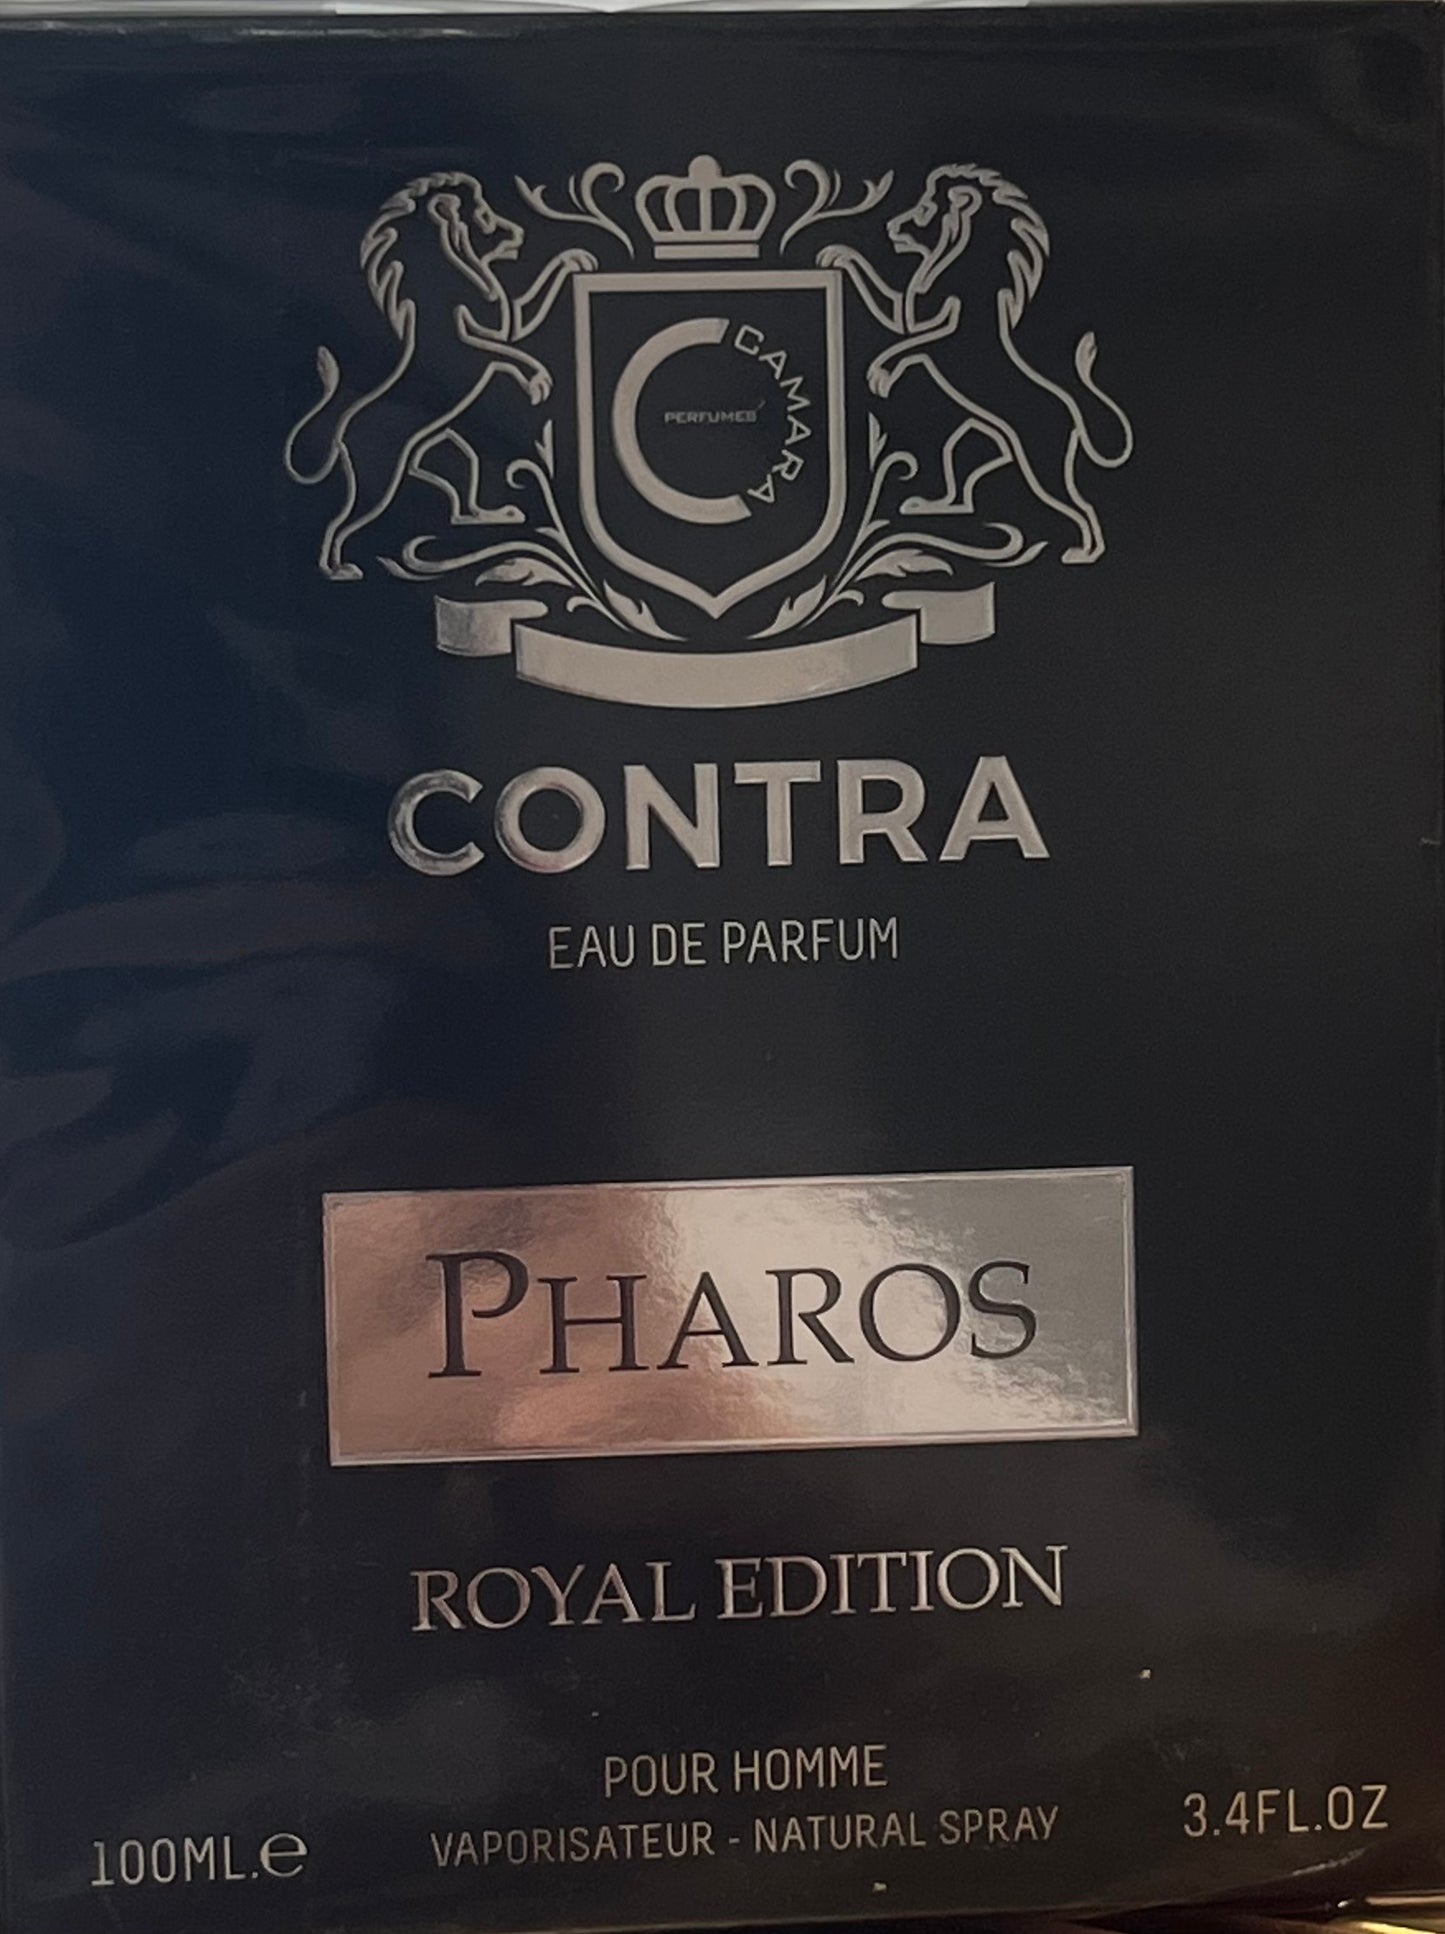 CAMARA
PERFUMES
CONTRA
EAU DE PARFUM
PHAROS
ROYAL EDITION
POUR HOMME
VAPORISATEUR - NATURAL SPRAY
100ML.e
3.4FL.OZ